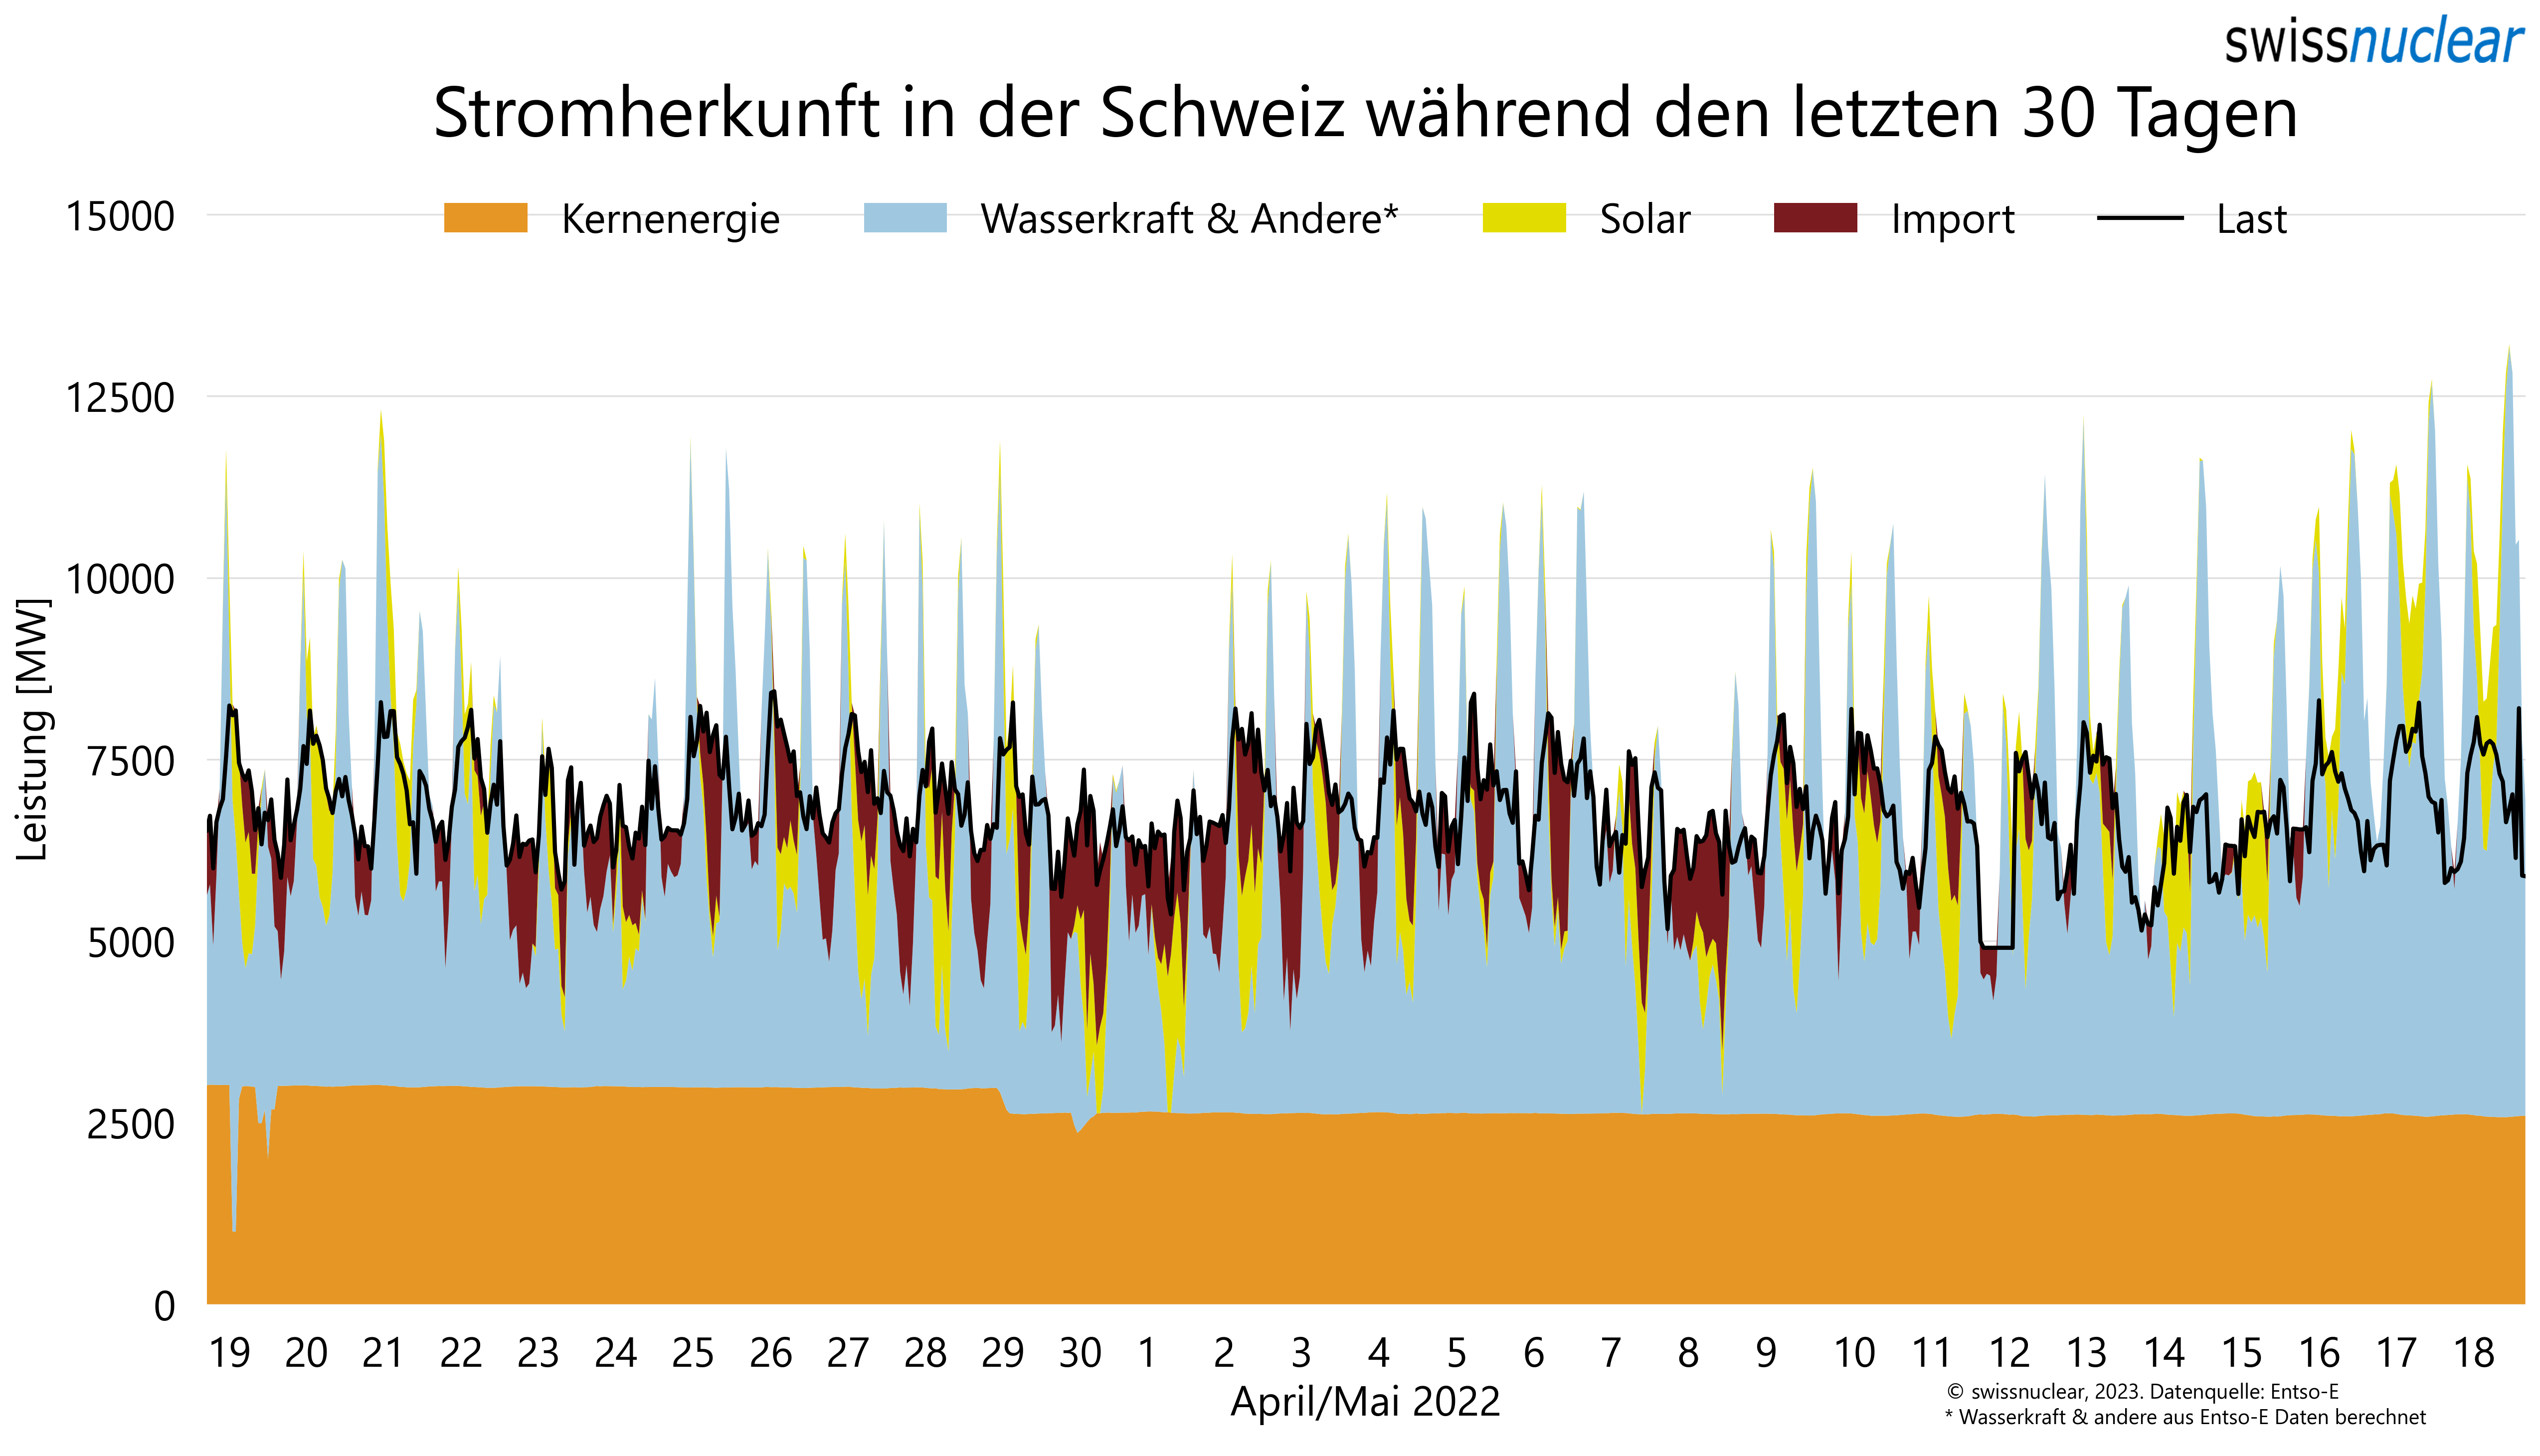 swissnuclear
Stromherkunft in der Schweiz während den letzten 30 Tagen
Kernenergie Wasserkraft & Andere* Solar Import Last
15000
12500
10000
7500
5000
2500
0
Leistung [MW]
19 20 21 22 23 24 25 26 27 28 29 30 1 2 3 4 5 6 7 8 9 10 11 12 13 14 15 16 17 18
April/Mai 2022
© swissnuclear, 2023. Datenquelle: Entso-E
* Wasserkraft & andere aus Entso-E Daten berechnet